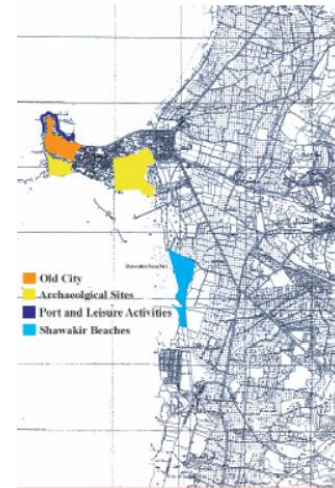 Shawakir Beaches
Old City
Archaeolgical Sites
Port and Leisure Activities
Shawakir Beaches